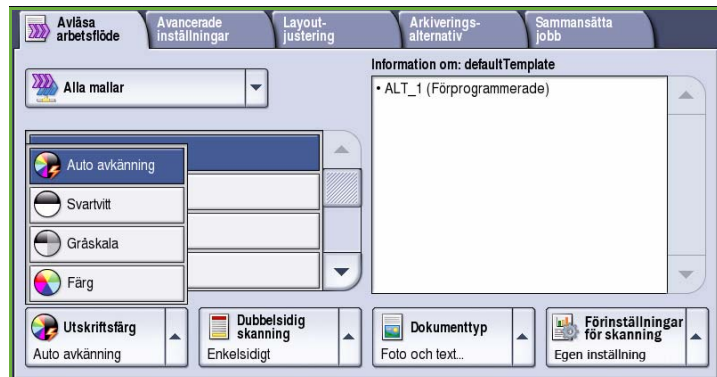 Avläsa
arbetsflöde
Avancerade
inställningar
Layout-
justering
Arkiverings-
alternativ
Sammansätta
jobb
Alla mallar
Information om: defaultTemplate
• ALT_1 (Förprogrammerade)
Auto avkänning
Svartvitt
Gråskala
Färg
Utskriftsfärg
Auto avkänning
Dubbelsidig
skanning
Enkelsidigt
Dokumenttyp
Foto och text...
Förinställningar
för skanning
Egen inställning